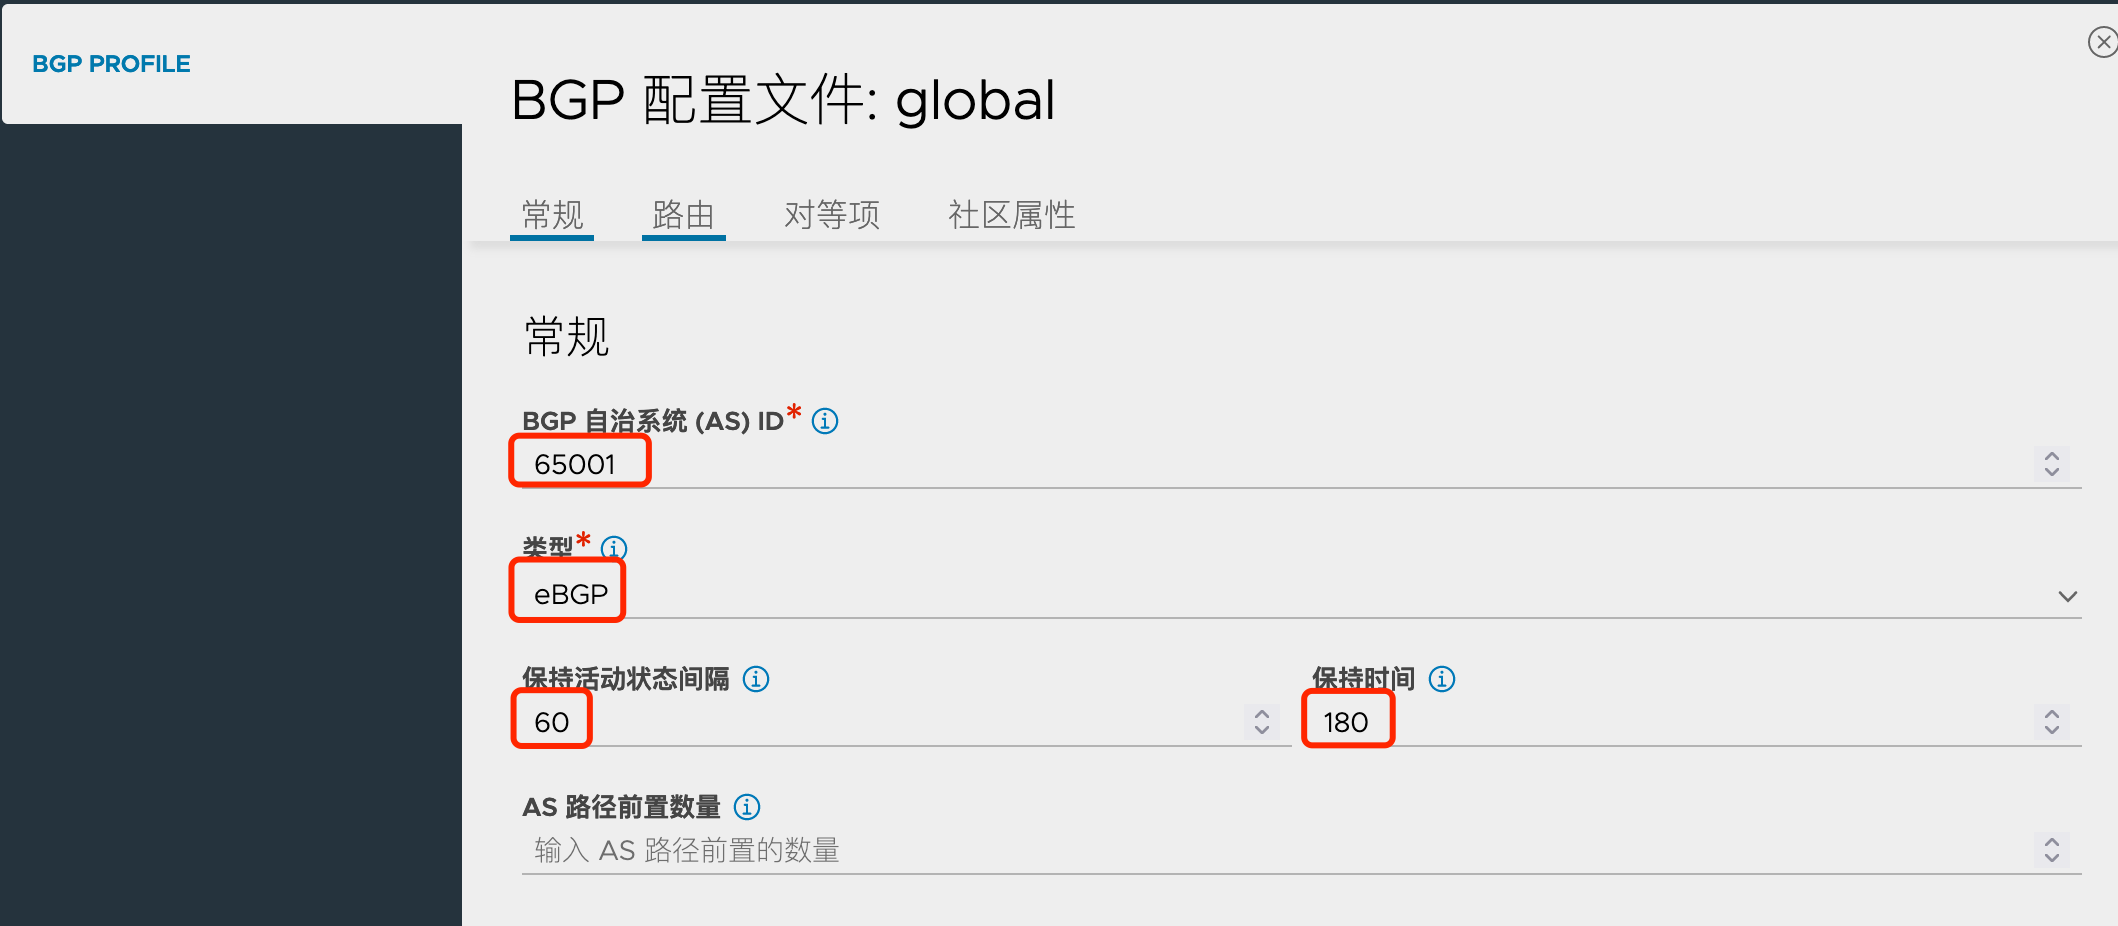 BGP PROFILE
BGP 配置文件: global
常规 路由 对等项 社区属性
常规
BGP 自治系统 (AS) ID*
65001
类型*
eBGP
保持活动状态间隔 保持时间
60 180
AS 路径前置数量
输入 AS 路径前置的数量